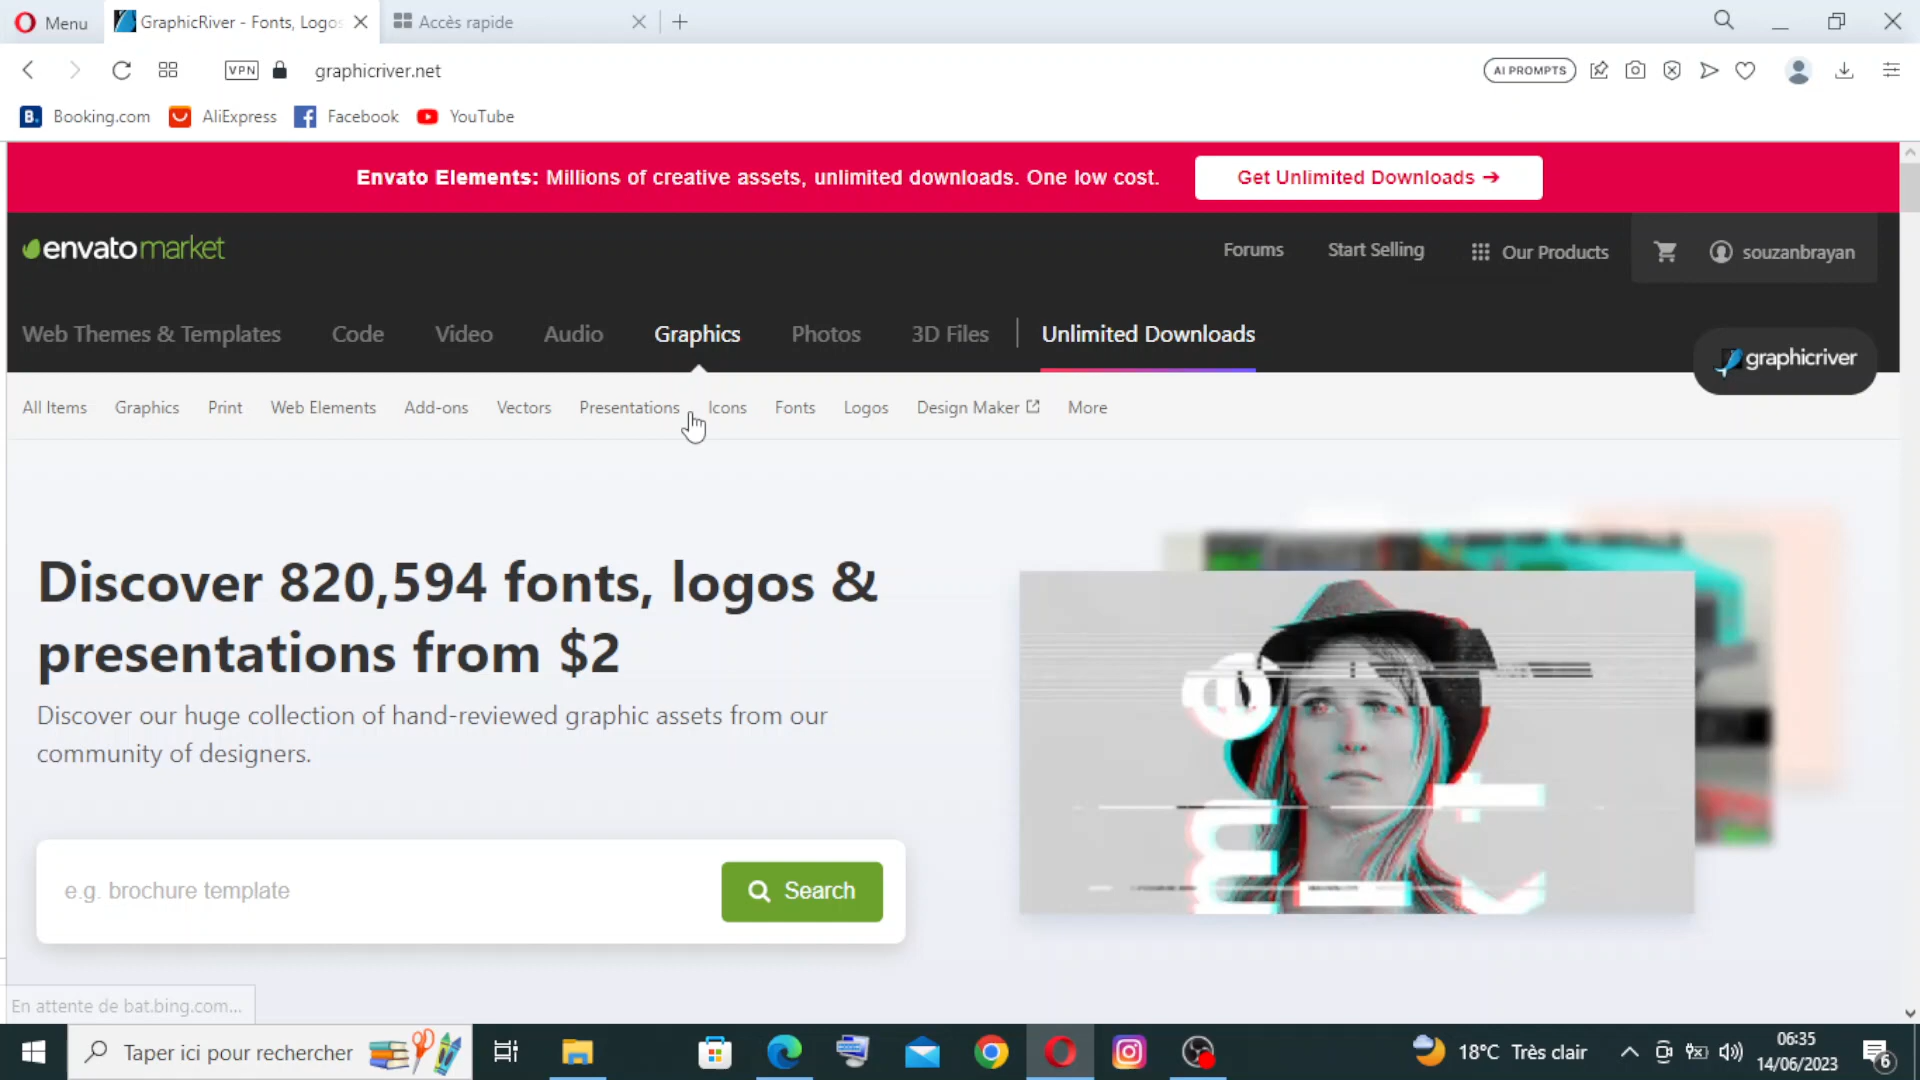 Menu
GraphicRiver - Fonts, Logos
Accès rapide
VPN
graphicriver.net
AI PROMPTS
B. Booking.com
AliExpress
Facebook
YouTube
Envato Elements: Millions of creative assets, unlimited downloads. One low cost.
Get Unlimited Downloads →
envatomarket
Forums
Start Selling
Our Products
souzanbrayan
Web Themes & Templates
Code
Video
Audio
Graphics
Photos
3D Files
Unlimited Downloads
graphicriver
All Items
Graphics
Print
Web Elements
Add-ons
Vectors
Presentations
Icons
Fonts
Logos
Design Maker
More
Discover 820,594 fonts, logos &
presentations from $2
Discover our huge collection of hand-reviewed graphic assets from our
community of designers.
e.g. brochure template
Search
En attente de bat.bing.com...
Taper ici pour rechercher
18°C Très clair
06:35
14/06/2023
6